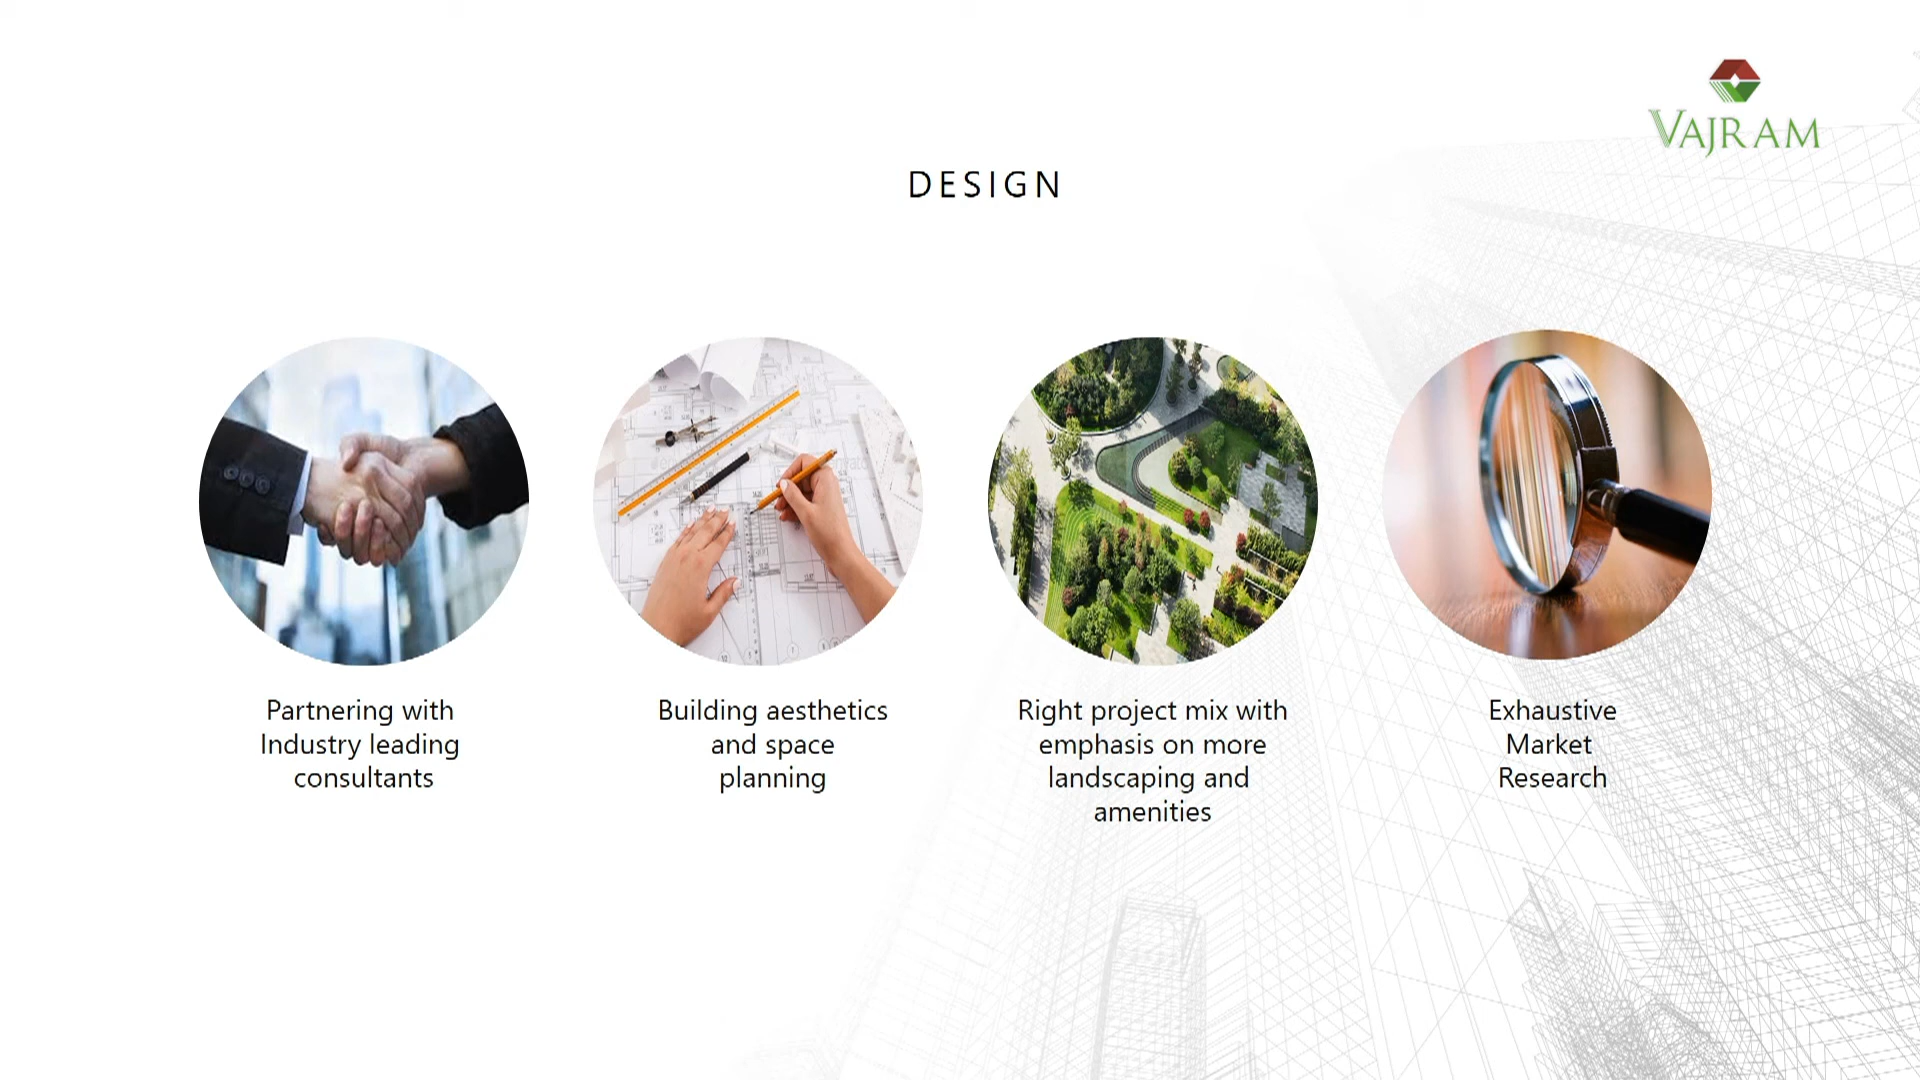 VAJRAM
DESIGN
Partnering with
Industry leading
consultants
Building aesthetics
and space
planning
Right project mix with
emphasis on more
landscaping and
amenities
Exhaustive
Market
Research